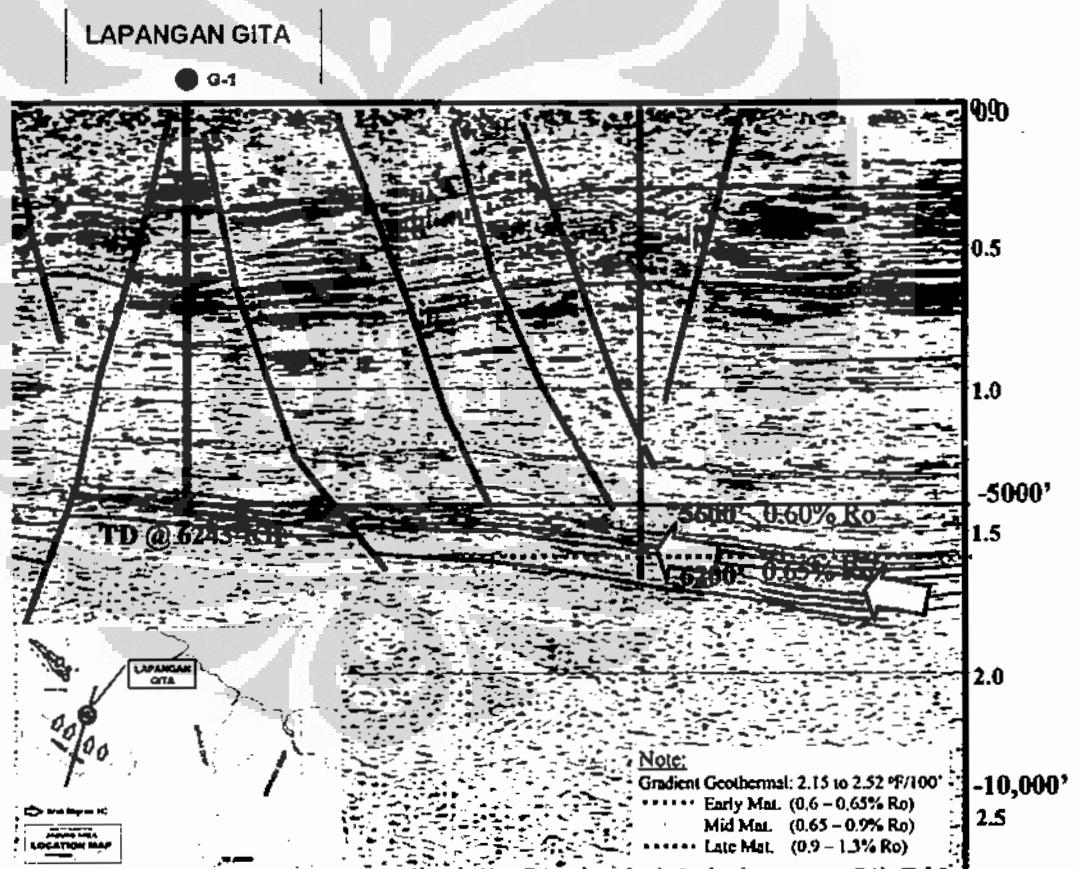 LAPANGAN GITA
G-1
0.0
0.5
1.0
-5000'
5600' 0.60% Ro
1.5
TD @ 6245'
6200' 0.65% Ro
LAPANGAN
GITA
2.0
Note:
Gradient Geothermal: 2.15 to 2.52 ºF/100'
Early Mat. (0.6 – 0.65% Ro)
Mid Mat. (0.65 – 0.9% Ro)
Late Mat. (0.9 – 1.3% Ro)
-10,000'
2.5
LOCATION MAP